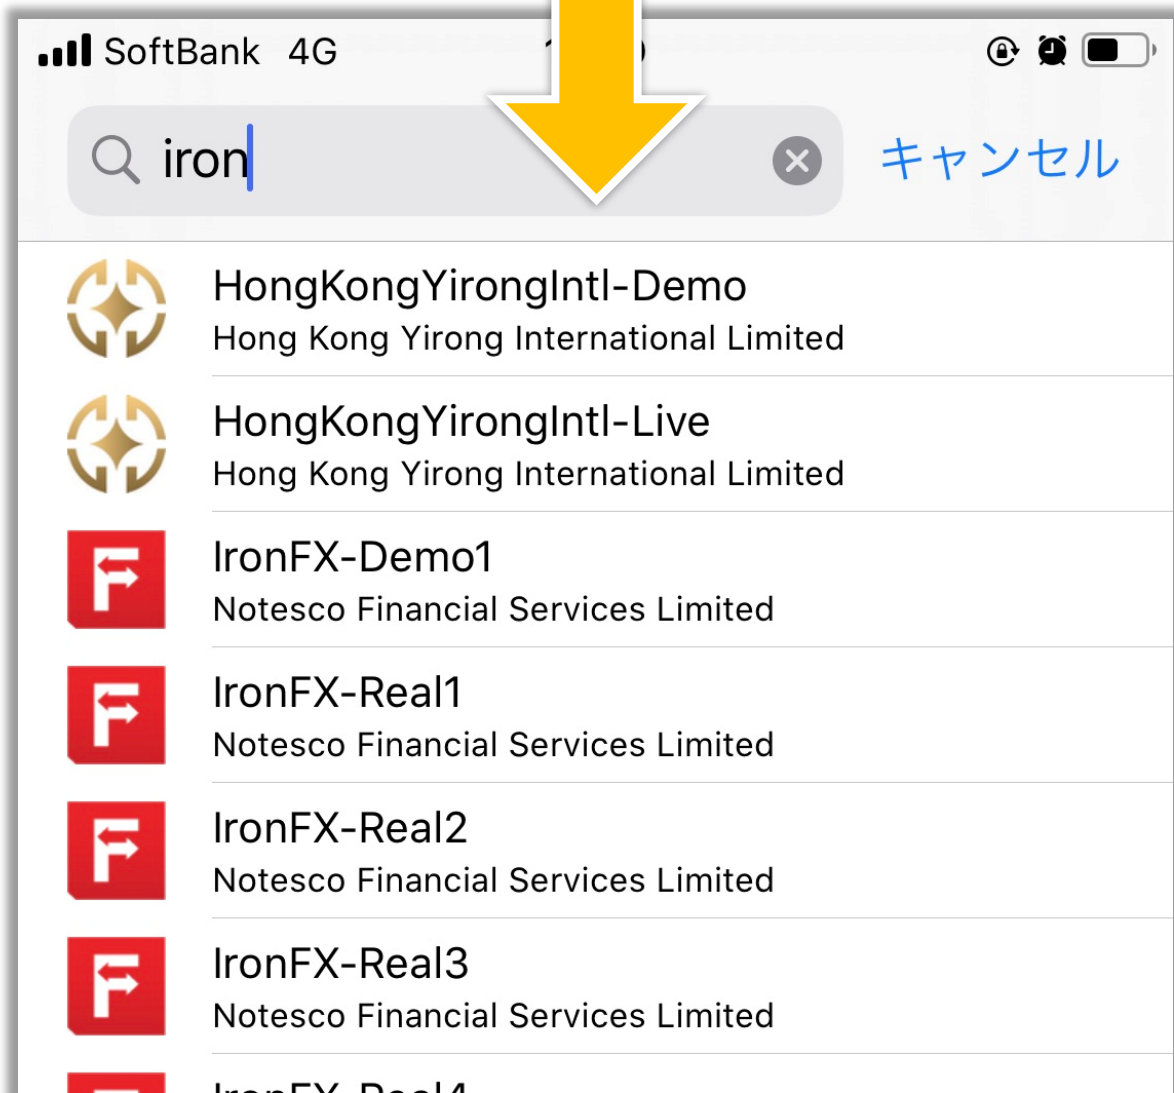 SoftBank 4G
iron
キャンセル
HongKongYirongIntl-Demo
Hong Kong Yirong International Limited
HongKongYirongIntl-Live
Hong Kong Yirong International Limited
IronFX-Demo1
Notesco Financial Services Limited
IronFX-Real1
Notesco Financial Services Limited
IronFX-Real2
Notesco Financial Services Limited
IronFX-Real3
Notesco Financial Services Limited
IronFX-Real4